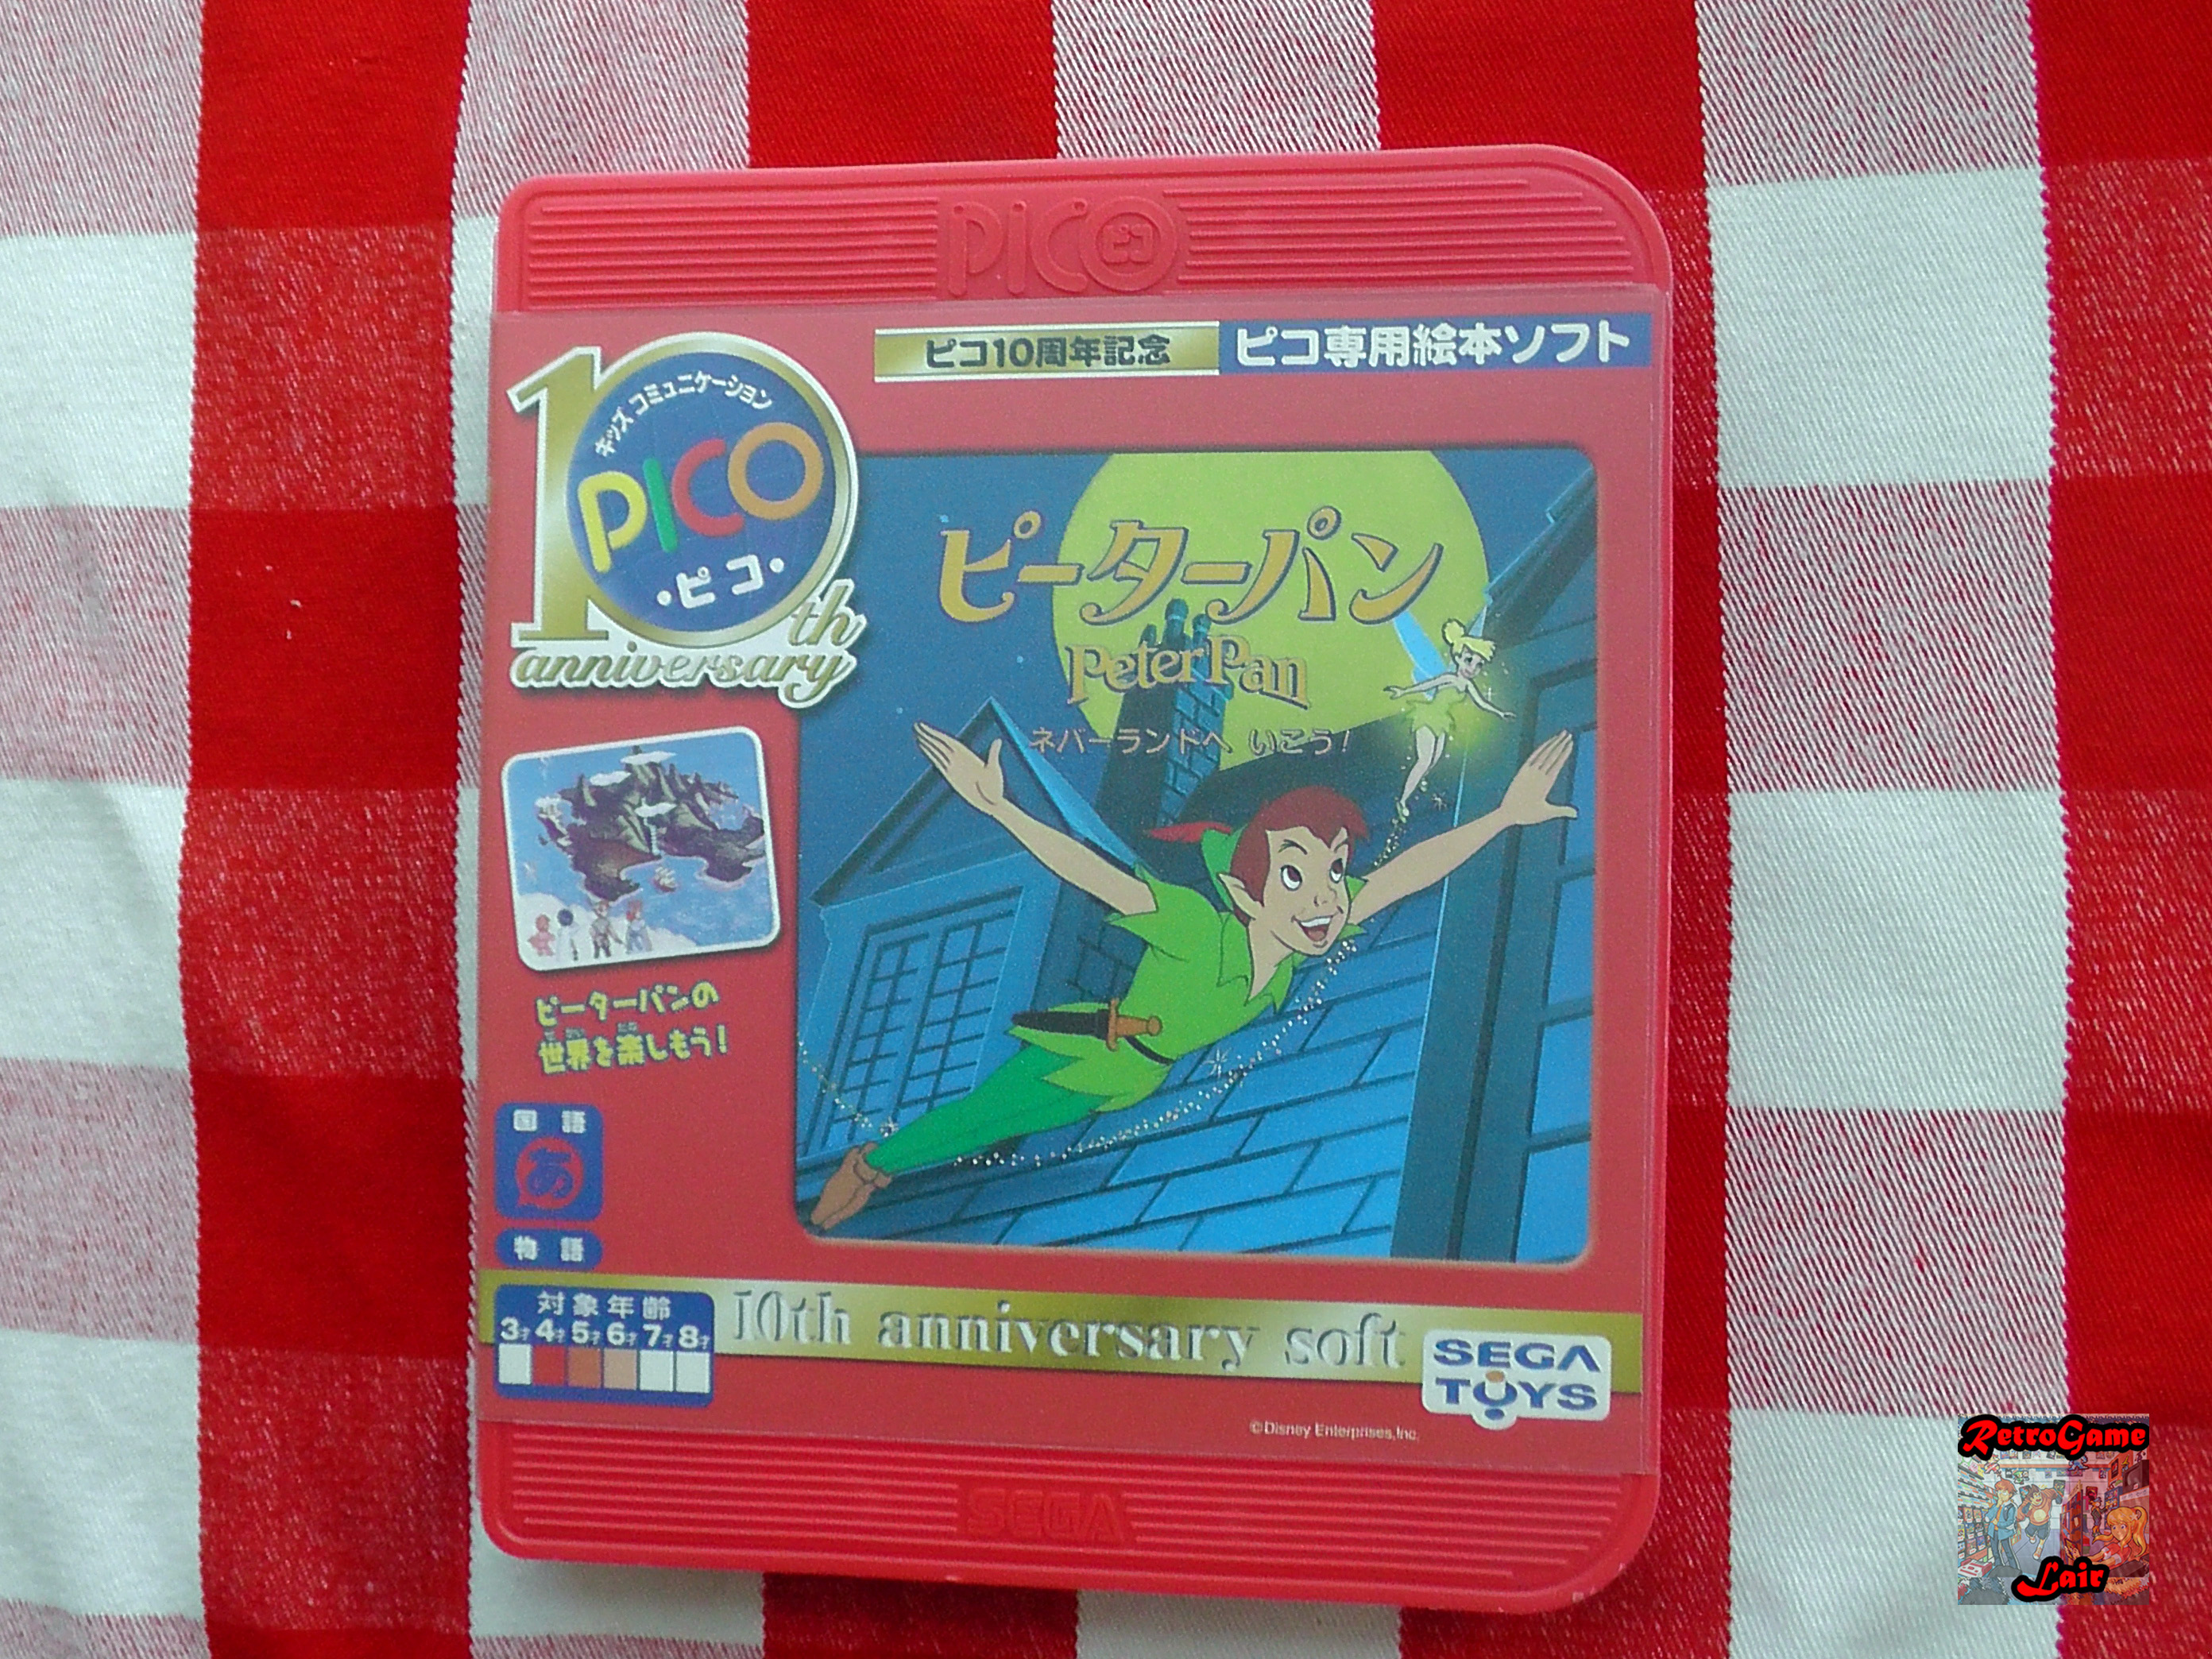 PICO ピコ
ピコ10周年記念
ピコ専用絵本ソフト
10
キッズ コミュニケーション
PICO
・ピコ・
th
anniversary
ピーターパン
Peter Pan
ネバーランドへ いこう!
ピーターパンの
世界を楽しもう!
国語
あ
物語
対象年齢
3才 4才 5才 6才 7才 8才
10th anniversary soft
SEGA
TOYS
©Disney Enterprises,Inc.
SEGA
RetroGame
Lair